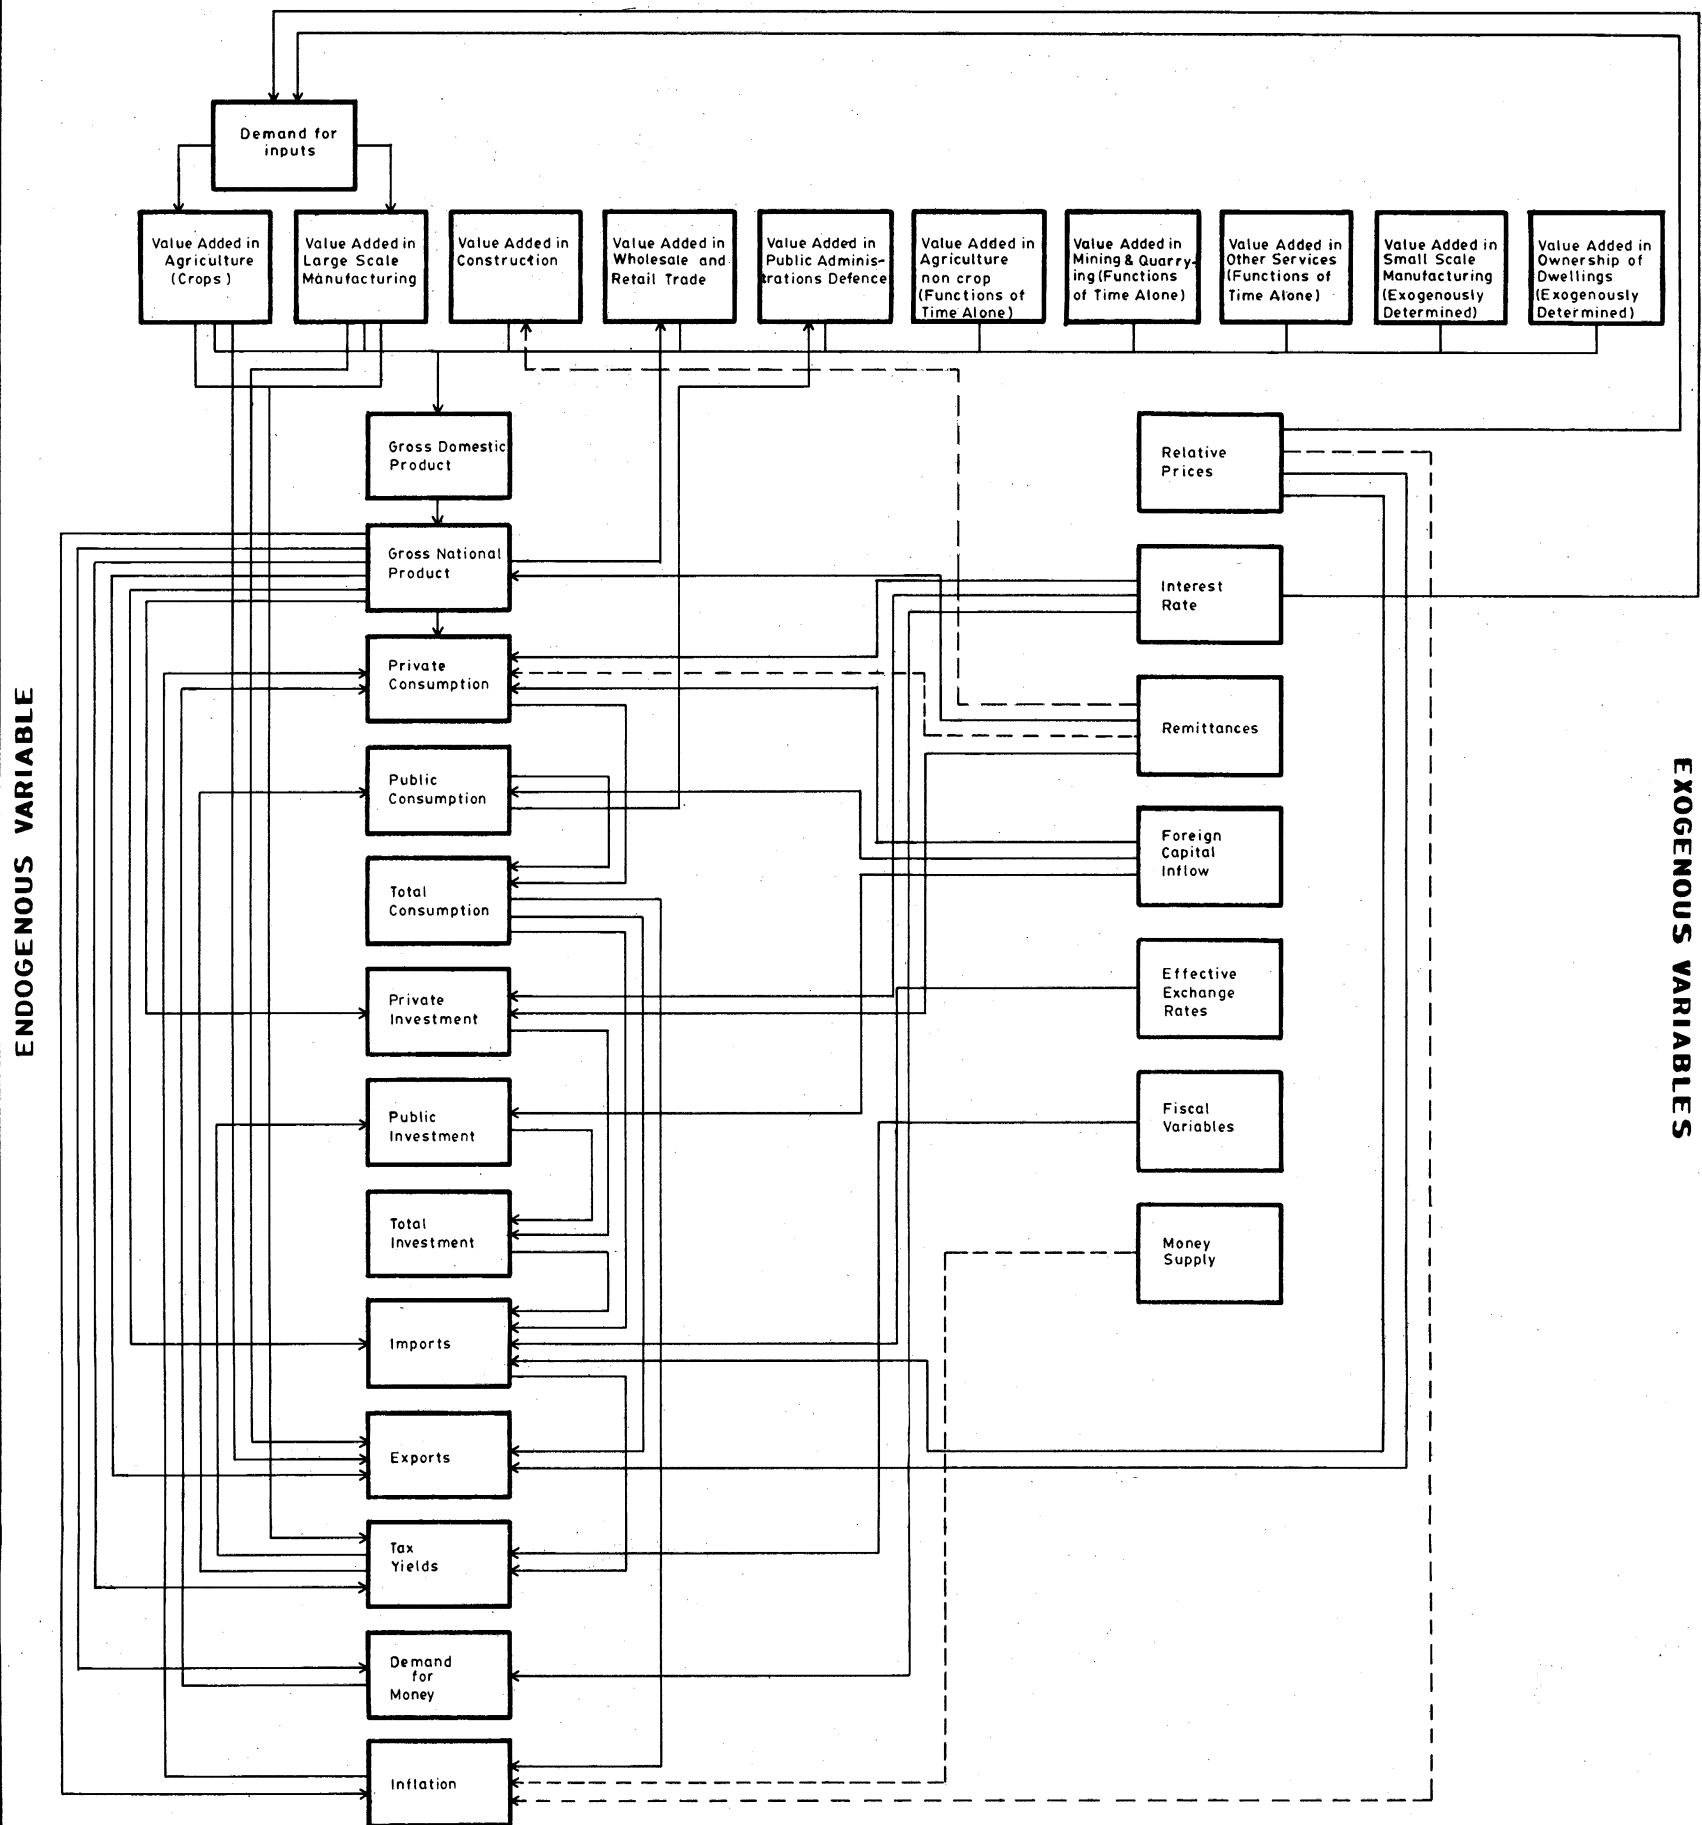 Demand for
inputs
Value Added in
Agriculture
(Crops)
Value Added in
Large Scale
Manufacturing
Value Added in
Construction
Value Added in
Wholesale and
Retail Trade
Value Added in
Public Adminis-
trations Defence
Value Added in
Agriculture
non crop
(Functions of
Time Alone)
Value Added in
Mining & Quarry-
ing (Functions
of Time Alone)
Value Added in
Other Services
(Functions of
Time Alone)
Value Added in
Small Scale
Manufacturing
(Exogenously
Determined)
Value Added in
Ownership of
Dwellings
(Exogenously
Determined)
Gross Domestic
Product
Gross National
Product
Private
Consumption
Public
Consumption
Total
Consumption
Private
Investment
Public
Investment
Total
Investment
Imports
Exports
Tax
Yields
Demand
for
Money
Inflation
Relative
Prices
Interest
Rate
Remittances
Foreign
Capital
Inflow
Effective
Exchange
Rates
Fiscal
Variables
Money
Supply
ENDOGENOUS VARIABLE
EXOGENOUS VARIABLES